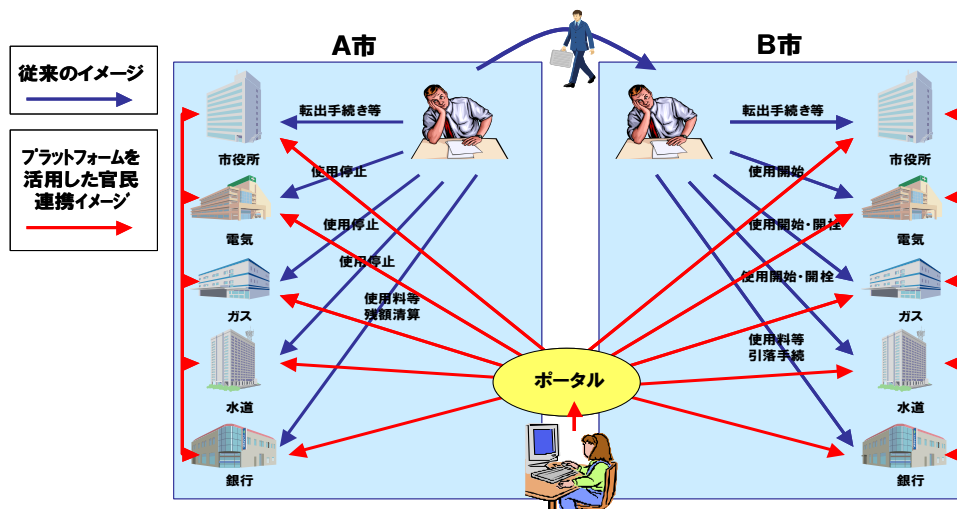 従来のイメージ
プラットフォームを
活用した官民
連携イメージ
A市
転出手続き等
市役所
使用停止
電気
使用停止
使用停止
ガス
使用料等
残額清算
水道
銀行
ポータル
B市
転出手続き等
市役所
使用開始
電気
使用開始・開栓
使用開始・開栓
ガス
使用料等
引落手続
水道
銀行